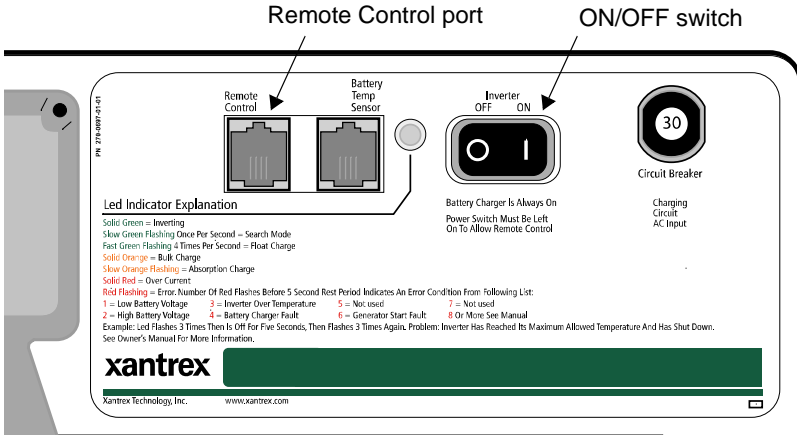 Remote Control port
ON/OFF switch
PN 270-0697-01-01
Remote
Control
Battery
Temp
Sensor
Inverter
OFF ON
30
Circuit Breaker
Battery Charger Is Always On
Power Switch Must Be Left
On To Allow Remote Control
Charging
Circuit
AC Input
Led Indicator Explanation
Solid Green = Inverting
Slow Green Flashing Once Per Second = Search Mode
Fast Green Flashing 4 Times Per Second = Float Charge
Solid Orange = Bulk Charge
Slow Orange Flashing = Absorption Charge
Solid Red = Over Current
Red Flashing = Error. Number Of Red Flashes Before 5 Second Rest Period Indicates An Error Condition From Following List:
1 = Low Battery Voltage 3 = Inverter Over Temperature 5 = Not used 7 = Not used
2 = High Battery Voltage 4 = Battery Charger Fault 6 = Generator Start Fault 8 Or More See Manual
Example: Led Flashes 3 Times Then Is Off For Five Seconds, Then Flashes 3 Times Again. Problem: Inverter Has Reached Its Maximum Allowed Temperature And Has Shut Down.
See Owner's Manual For More Information.
xantrex
Xantrex Technology, Inc. www.xantrex.com